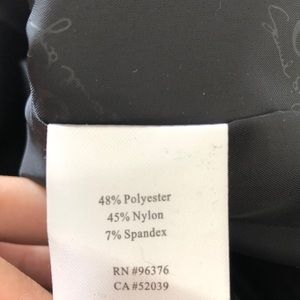 48% Polyester
45% Nylon
7% Spandex
RN #96376
CA #52039